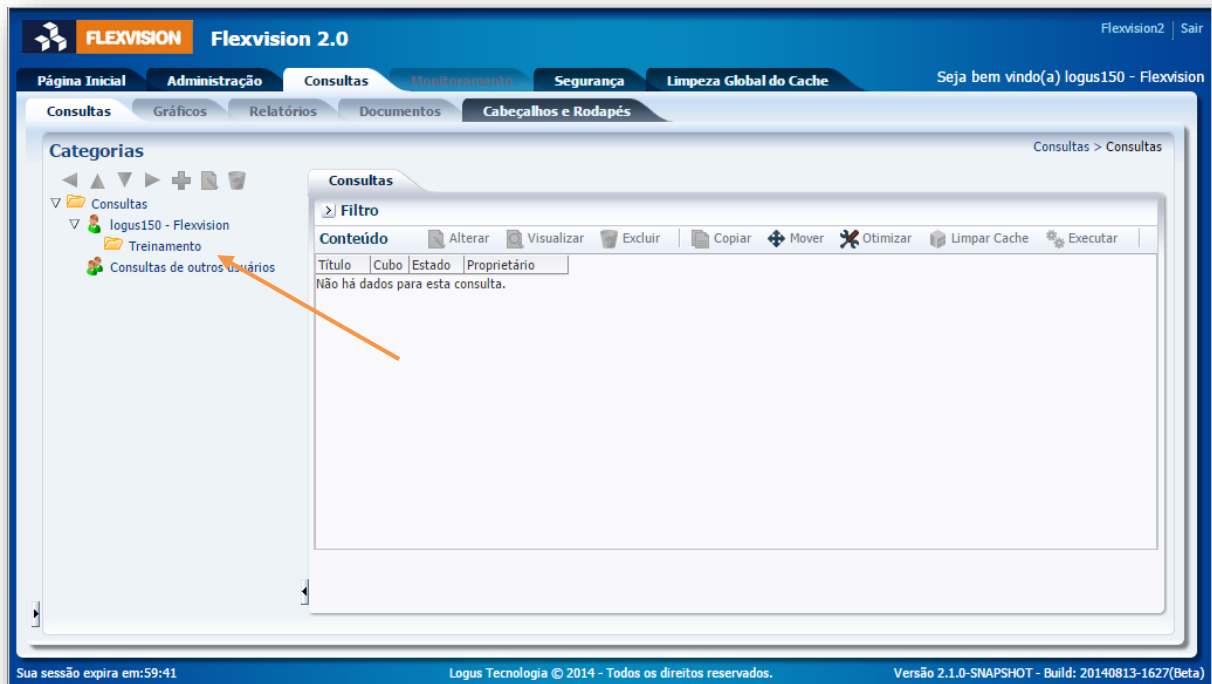 FLEXVISION Flexvision 2.0 Flexvision2 Sair
Página Inicial Administração Consultas Monitoramento Segurança Limpeza Global do Cache Seja bem vindo(a) logus150 - Flexvision
Consultas Gráficos Relatórios Documentos Cabeçalhos e Rodapés
Categorias Consultas > Consultas
Consultas
Consultas
Filtro
logus150 - Flexvision
Conteúdo Alterar Visualizar Excluir Copiar Mover Otimizar Limpar Cache Executar
Treinamento
Consultas de outros usuários
Título Cubo Estado Proprietário
Não há dados para esta consulta.
Sua sessão expira em:59:41 Logus Tecnologia © 2014 - Todos os direitos reservados. Versão 2.1.0-SNAPSHOT - Build: 20140813-1627(Beta)